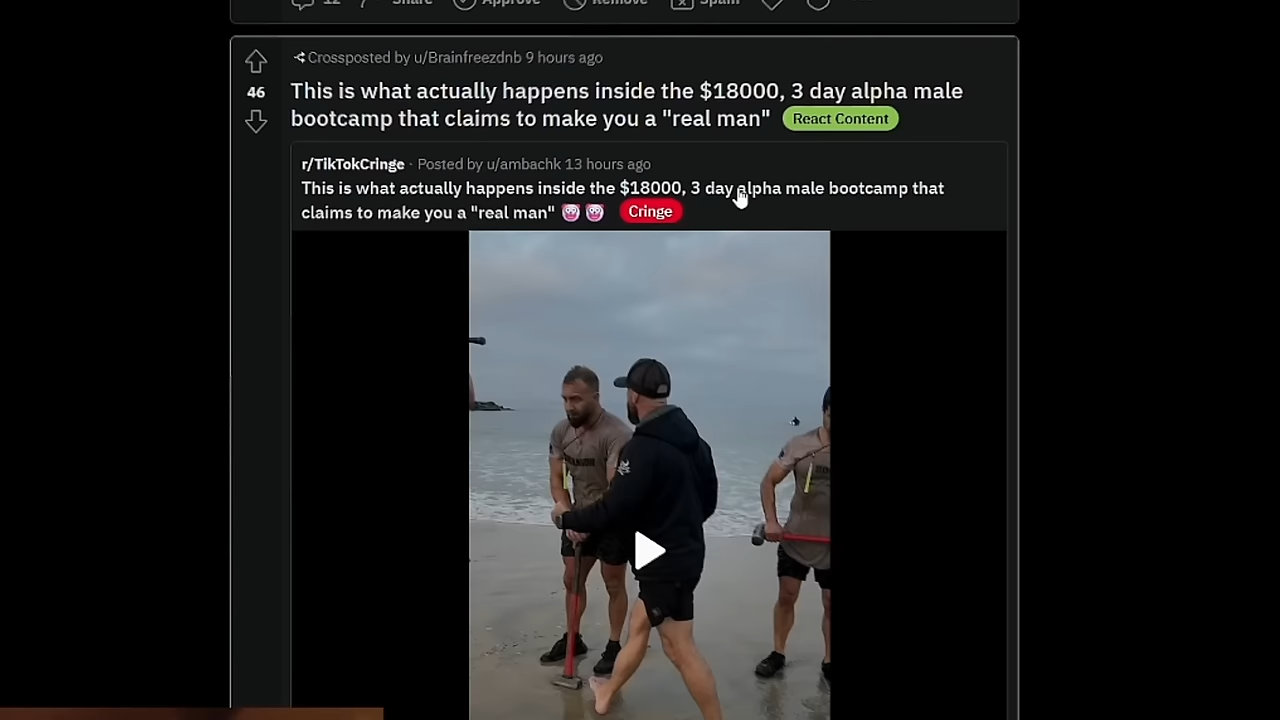 12
Share
Approve
Remove
Spam
Crossposted by u/Brainfreezdnb 9 hours ago
46
This is what actually happens inside the $18000, 3 day alpha male
bootcamp that claims to make you a "real man" React Content
r/TikTokCringe · Posted by u/ambachk 13 hours ago
This is what actually happens inside the $18000, 3 day alpha male bootcamp that
claims to make you a "real man" 🤡 🤡 Cringe